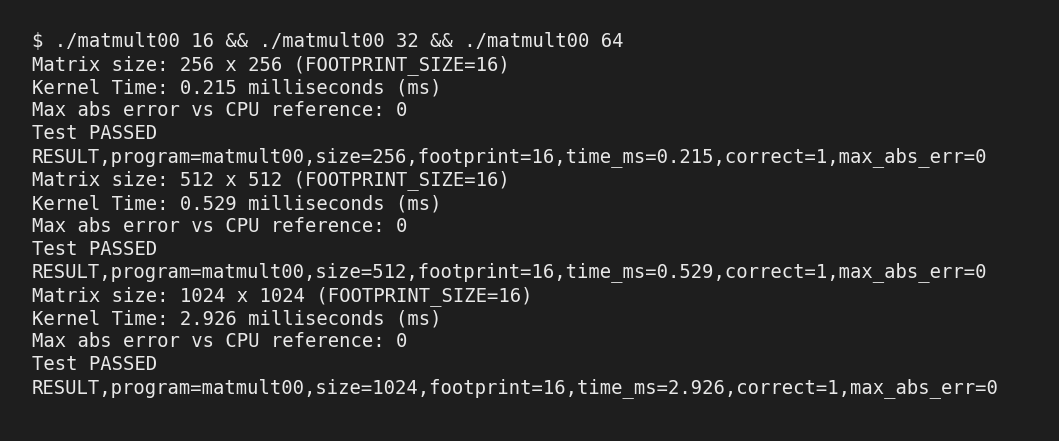 $ ./matmult00 16 && ./matmult00 32 && ./matmult00 64
Matrix size: 256 x 256 (FOOTPRINT_SIZE=16)
Kernel Time: 0.215 milliseconds (ms)
Max abs error vs CPU reference: 0
Test PASSED
RESULT,program=matmult00,size=256,footprint=16,time_ms=0.215,correct=1,max_abs_err=0
Matrix size: 512 x 512 (FOOTPRINT_SIZE=16)
Kernel Time: 0.529 milliseconds (ms)
Max abs error vs CPU reference: 0
Test PASSED
RESULT,program=matmult00,size=512,footprint=16,time_ms=0.529,correct=1,max_abs_err=0
Matrix size: 1024 x 1024 (FOOTPRINT_SIZE=16)
Kernel Time: 2.926 milliseconds (ms)
Max abs error vs CPU reference: 0
Test PASSED
RESULT,program=matmult00,size=1024,footprint=16,time_ms=2.926,correct=1,max_abs_err=0